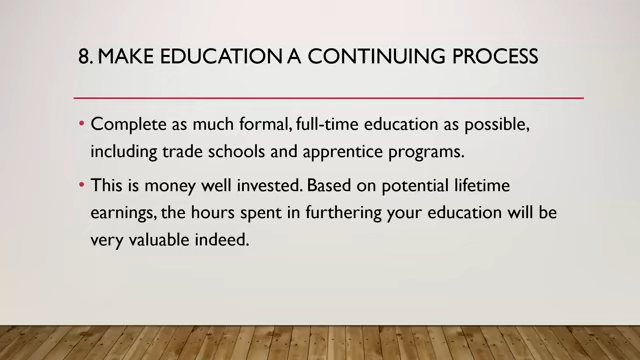 8. MAKE EDUCATION A CONTINUING PROCESS
• Complete as much formal, full-time education as possible,
including trade schools and apprentice programs.
• This is money well invested. Based on potential lifetime
earnings, the hours spent in furthering your education will be
very valuable indeed.